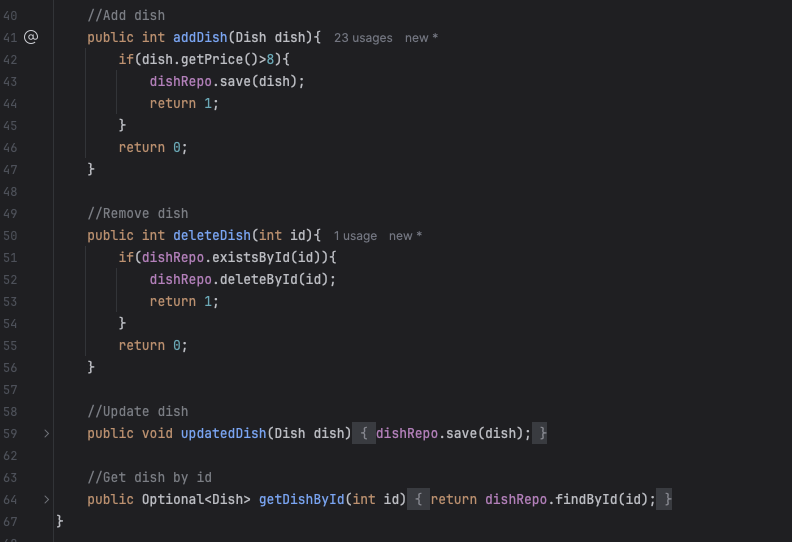 40 //Add dish
41 @ public int addDish(Dish dish){ 23 usages new *
42 if(dish.getPrice()>8){
43 dishRepo.save(dish);
44 return 1;
45 }
46 return 0;
47 }
48
49 //Remove dish
50 public int deleteDish(int id){ 1 usage new *
51 if(dishRepo.existsById(id)){
52 dishRepo.deleteById(id);
53 return 1;
54 }
55 return 0;
56 }
57
58 //Update dish
59 public void updatedDish(Dish dish) { dishRepo.save(dish); }
62
63 //Get dish by id
64 public Optional<Dish> getDishById(int id) { return dishRepo.findById(id); }
67 }